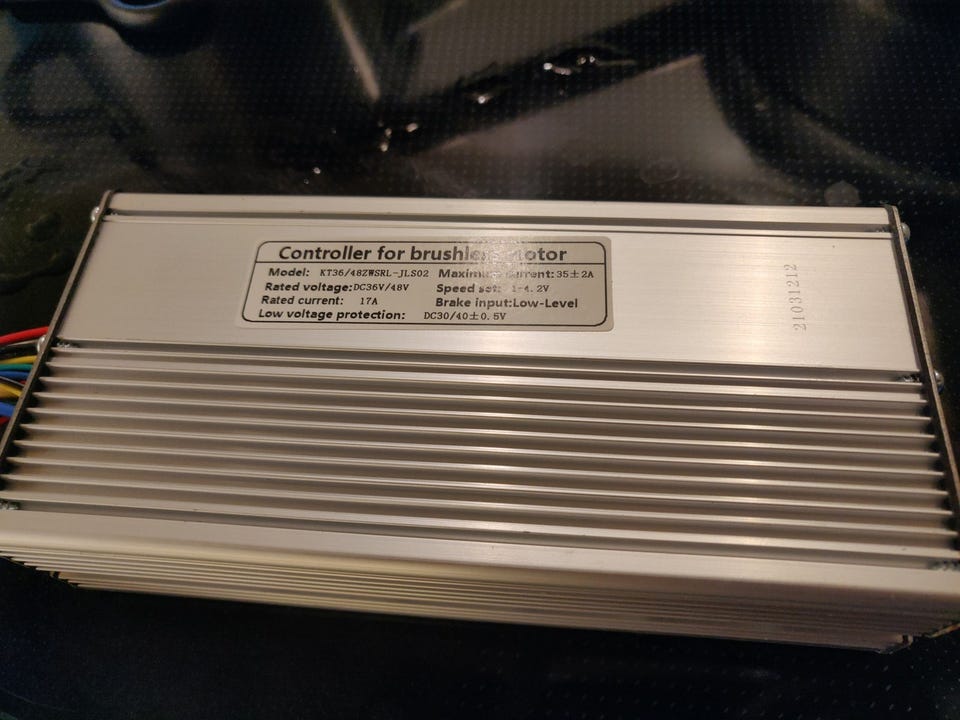 Controller for brushless motor
Model: KT36/48ZWSRL-JLS02 Maximum current:35±2A
Rated voltage:DC36V/48V Speed set: 1-4.2V
Rated current: 17A Brake input:Low-Level
Low voltage protection: DC30/40±0.5V
21031212